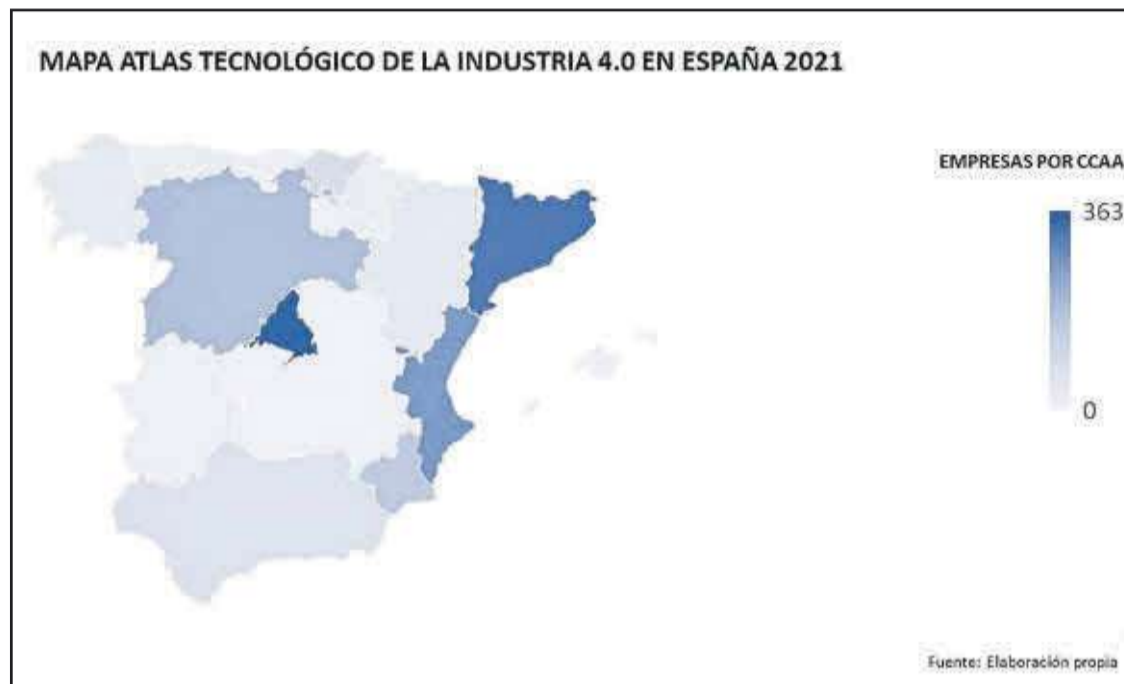 MAPA ATLAS TECNOLÓGICO DE LA INDUSTRIA 4.0 EN ESPAÑA 2021
EMPRESAS POR CCAA
363
0
Fuente: Elaboración propia